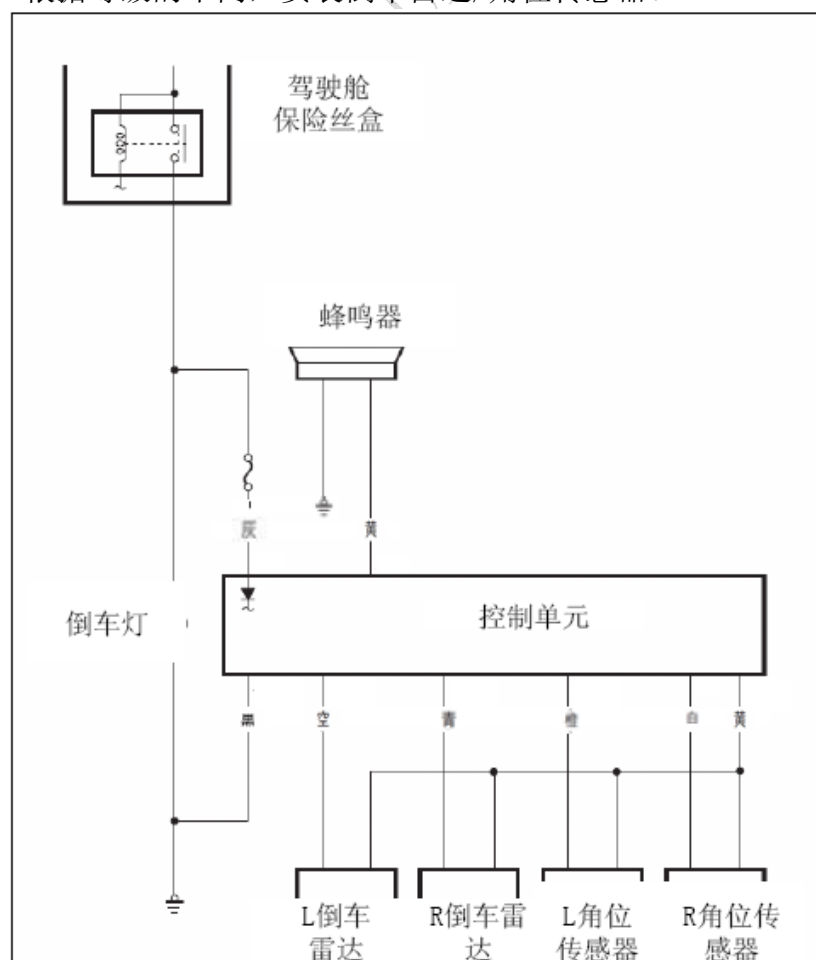 驾驶舱
保险丝盒
蜂鸣器
灰
黄
倒车灯
控制单元
黑
空
青
橙
白
黄
L倒车
雷达
R倒车雷
达
L角位
传感器
R角位传
感器